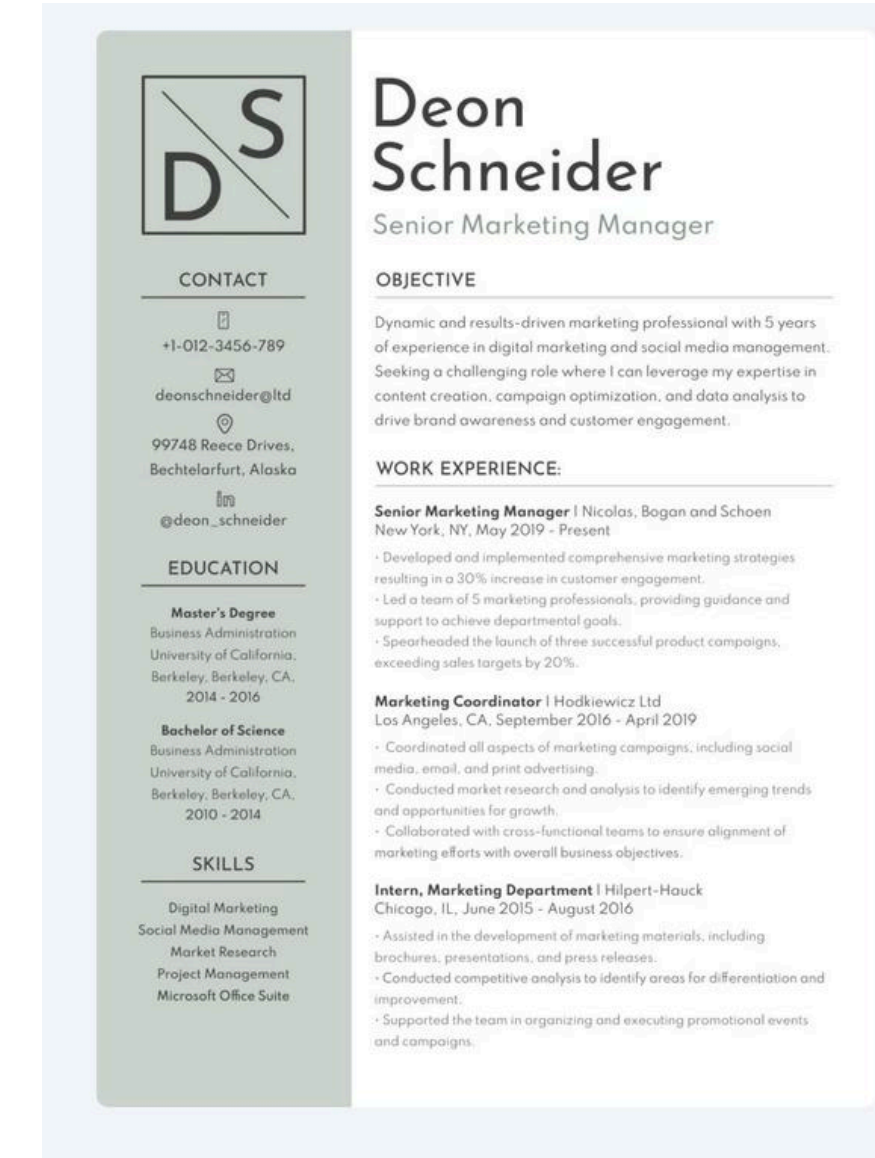 S
D
CONTACT
+1-012-3456-789
deonschneider@ltd
99748 Reece Drives,
Bechtelarfurt, Alaska
in
@deon_schneider
EDUCATION
Master's Degree
Business Administration
University of California,
Berkeley, Berkeley, CA,
2014 - 2016
Bachelor of Science
Business Administration
University of California,
Berkeley, Berkeley, CA,
2010 - 2014
SKILLS
Digital Marketing
Social Media Management
Market Research
Project Management
Microsoft Office Suite
Deon
Schneider
Senior Marketing Manager
OBJECTIVE
Dynamic and results-driven marketing professional with 5 years
of experience in digital marketing and social media management.
Seeking a challenging role where I can leverage my expertise in
content creation, campaign optimization, and data analysis to
drive brand awareness and customer engagement.
WORK EXPERIENCE:
Senior Marketing Manager | Nicolas, Bogan and Schoen
New York, NY, May 2019 - Present
• Developed and implemented comprehensive marketing strategies
resulting in a 30% increase in customer engagement.
• Led a team of 5 marketing professionals, providing guidance and
support to achieve departmental goals.
• Spearheaded the launch of three successful product campaigns,
exceeding sales targets by 20%.
Marketing Coordinator | Hodkiewicz Ltd
Los Angeles, CA, September 2016 - April 2019
• Coordinated all aspects of marketing campaigns, including social
media, email, and print advertising.
• Conducted market research and analysis to identify emerging trends
and opportunities for growth.
• Collaborated with cross-functional teams to ensure alignment of
marketing efforts with overall business objectives.
Intern, Marketing Department | Hilpert-Hauck
Chicago, IL, June 2015 - August 2016
• Assisted in the development of marketing materials, including
brochures, presentations, and press releases.
• Conducted competitive analysis to identify areas for differentiation and
improvement.
• Supported the team in organizing and executing promotional events
and campaigns.